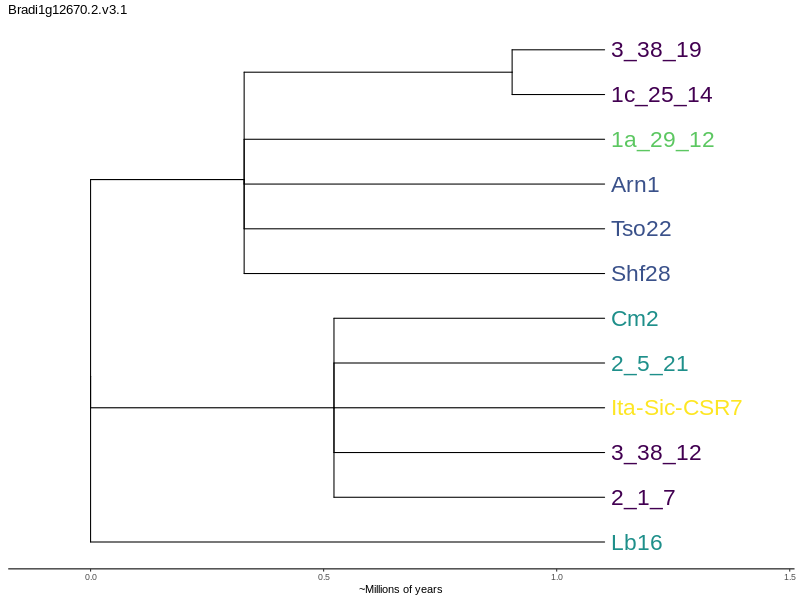 Bradi1g12670.2.v3.1
3_38_19
1c_25_14
1a_29_12
Arn1
Tso22
Shf28
Cm2
2_5_21
Ita-Sic-CSR7
3_38_12
2_1_7
Lb16
0.0 0.5 1.0 1.5
~Millions of years